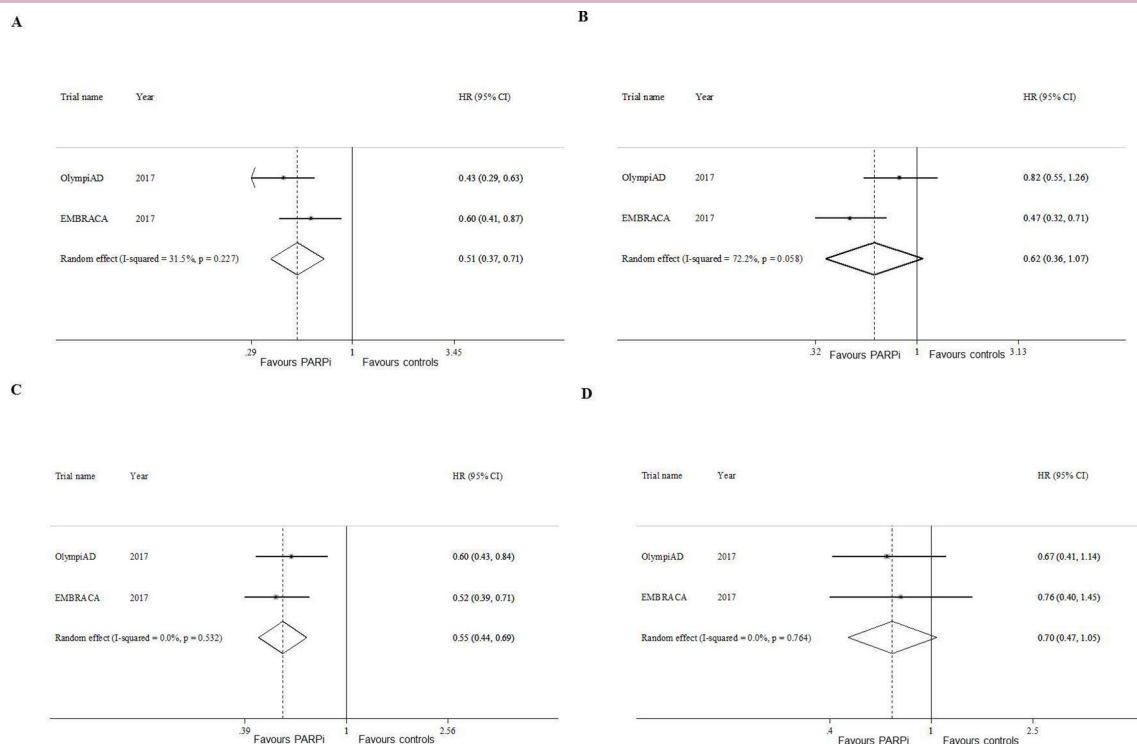 A
Trial name Year HR (95% CI)
OlympiAD 2017 0.43 (0.29, 0.63)
EMBRACA 2017 0.60 (0.41, 0.87)
Random effect (I-squared = 31.5%, p = 0.227) 0.51 (0.37, 0.71)
.29 1 3.45
Favours PARPi Favours controls
B
Trial name Year HR (95% CI)
OlympiAD 2017 0.82 (0.55, 1.26)
EMBRACA 2017 0.47 (0.32, 0.71)
Random effect (I-squared = 72.2%, p = 0.058) 0.62 (0.36, 1.07)
.32 1 3.13
Favours PARPi Favours controls
C
Trial name Year HR (95% CI)
OlympiAD 2017 0.60 (0.43, 0.84)
EMBRACA 2017 0.52 (0.39, 0.71)
Random effect (I-squared = 0.0%, p = 0.532) 0.55 (0.44, 0.69)
.39 1 2.56
Favours PARPi Favours controls
D
Trial name Year HR (95% CI)
OlympiAD 2017 0.67 (0.41, 1.14)
EMBRACA 2017 0.76 (0.40, 1.45)
Random effect (I-squared = 0.0%, p = 0.764) 0.70 (0.47, 1.05)
.4 1 2.5
Favours PARPi Favours controls